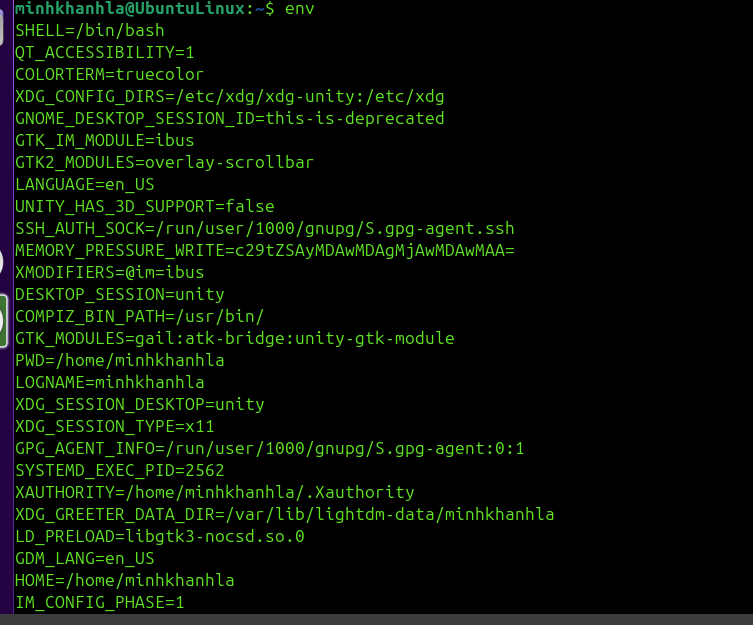 minhkhanhla@UbuntuLinux:~$ env
SHELL=/bin/bash
QT_ACCESSIBILITY=1
COLORTERM=truecolor
XDG_CONFIG_DIRS=/etc/xdg/xdg-unity:/etc/xdg
GNOME_DESKTOP_SESSION_ID=this-is-deprecated
GTK_IM_MODULE=ibus
GTK2_MODULES=overlay-scrollbar
LANGUAGE=en_US
UNITY_HAS_3D_SUPPORT=false
SSH_AUTH_SOCK=/run/user/1000/gnupg/S.gpg-agent.ssh
MEMORY_PRESSURE_WRITE=c29tZSAyMDAwMDAgMjAwMDAwMAA=
XMODIFIERS=@im=ibus
DESKTOP_SESSION=unity
COMPIZ_BIN_PATH=/usr/bin/
GTK_MODULES=gail:atk-bridge:unity-gtk-module
PWD=/home/minhkhanhla
LOGNAME=minhkhanhla
XDG_SESSION_DESKTOP=unity
XDG_SESSION_TYPE=x11
GPG_AGENT_INFO=/run/user/1000/gnupg/S.gpg-agent:0:1
SYSTEMD_EXEC_PID=2562
XAUTHORITY=/home/minhkhanhla/.Xauthority
XDG_GREETER_DATA_DIR=/var/lib/lightdm-data/minhkhanhla
LD_PRELOAD=libgtk3-nocsd.so.0
GDM_LANG=en_US
HOME=/home/minhkhanhla
IM_CONFIG_PHASE=1